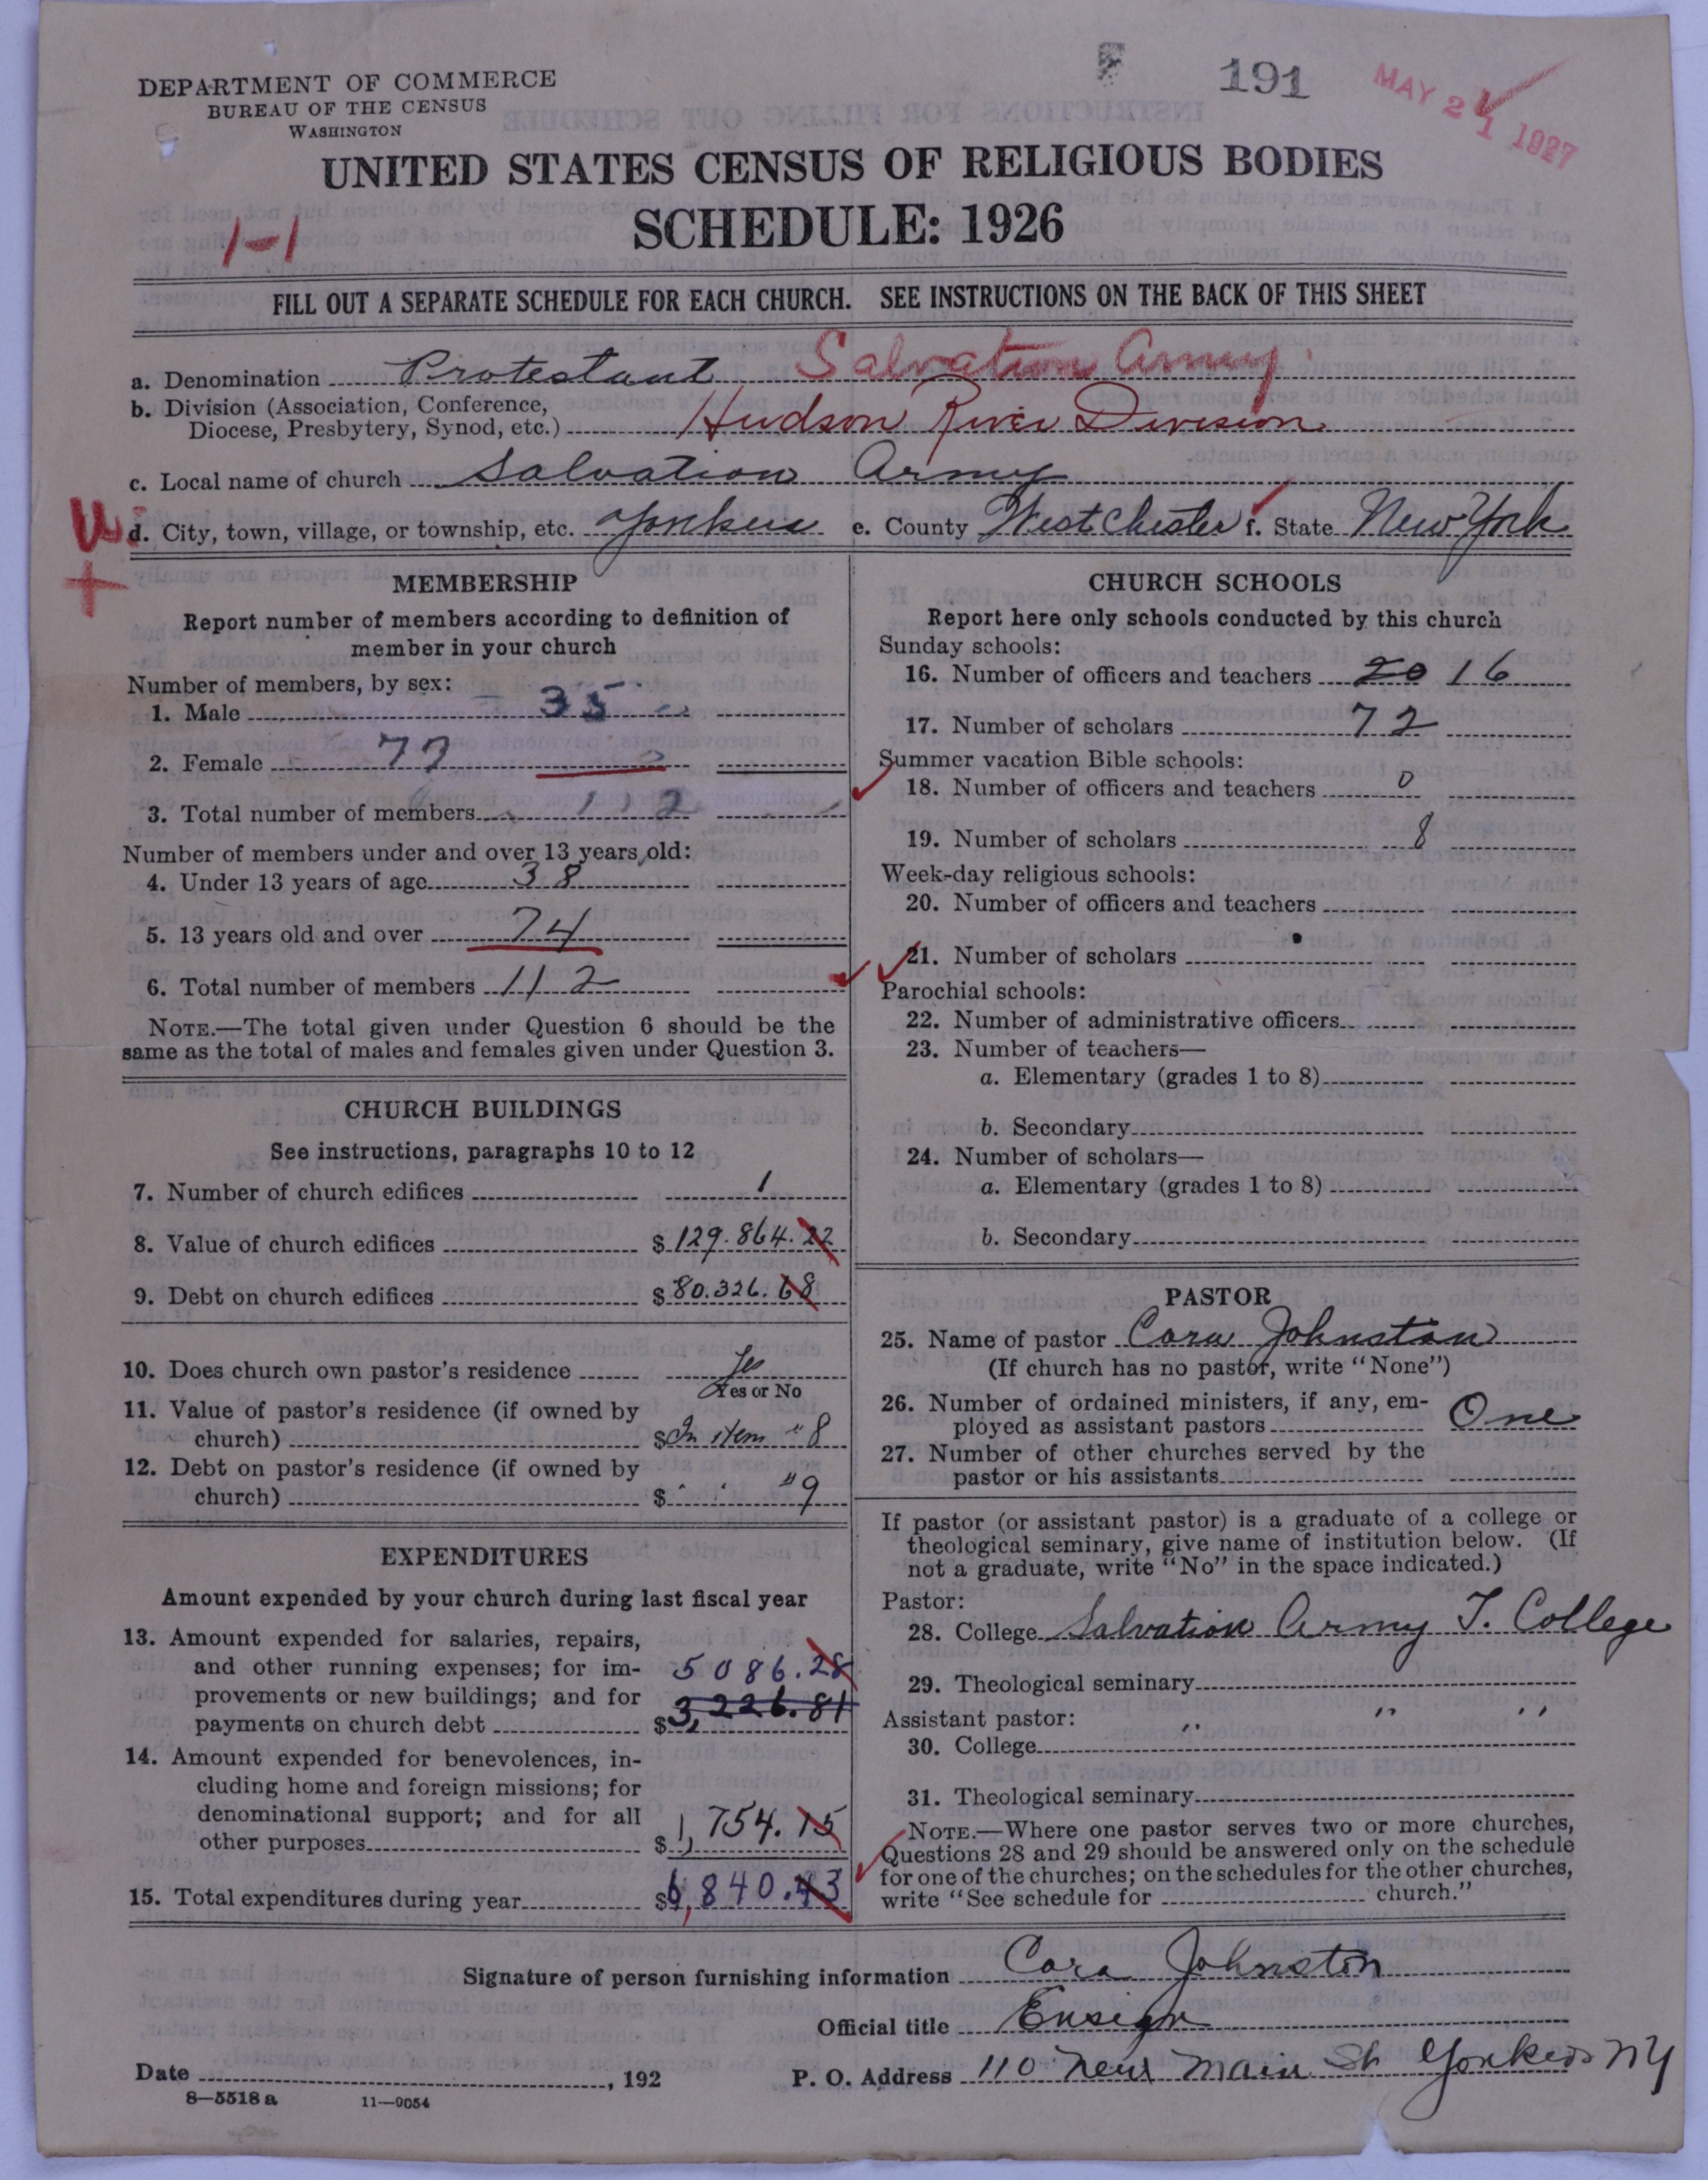 DEPARTMENT OF COMMERCE
BUREAU OF THE CENSUS
WASHINGTON
191
MAY 21 1927
UNITED STATES CENSUS OF RELIGIOUS BODIES
SCHEDULE: 1926
1-1
FILL OUT A SEPARATE SCHEDULE FOR EACH CHURCH. SEE INSTRUCTIONS ON THE BACK OF THIS SHEET
a. Denomination Protestant Salvation Army.
b. Division (Association, Conference,
Diocese, Presbytery, Synod, etc.) Hudson River Division
c. Local name of church Salvation Army
d. City, town, village, or township, etc. Yonkers e. County Westchester f. State New York
MEMBERSHIP
Report number of members according to definition of
member in your church
Number of members, by sex:
1. Male 35
2. Female 77
3. Total number of members 112
Number of members under and over 13 years old:
4. Under 13 years of age 38
5. 13 years old and over 74
6. Total number of members 112
NOTE.—The total given under Question 6 should be the
same as the total of males and females given under Question 3.
CHURCH BUILDINGS
See instructions, paragraphs 10 to 12
7. Number of church edifices 1
8. Value of church edifices $ 129.864.22
9. Debt on church edifices $ 80.326.68
10. Does church own pastor's residence Yes
Yes or No
11. Value of pastor's residence (if owned by
church) $ In item "8
12. Debt on pastor's residence (if owned by
church) $ " " "9
EXPENDITURES
Amount expended by your church during last fiscal year
13. Amount expended for salaries, repairs,
and other running expenses; for im- 5086.28
provements or new buildings; and for
payments on church debt $ 3,226.81
14. Amount expended for benevolences, in-
cluding home and foreign missions; for
denominational support; and for all
other purposes $ 1,754.15
15. Total expenditures during year $ 6,840.43
CHURCH SCHOOLS
Report here only schools conducted by this church
Sunday schools:
16. Number of officers and teachers 20 16
17. Number of scholars 72
Summer vacation Bible schools:
18. Number of officers and teachers 0
19. Number of scholars 8
Week-day religious schools:
20. Number of officers and teachers
21. Number of scholars
Parochial schools:
22. Number of administrative officers
23. Number of teachers—
a. Elementary (grades 1 to 8)
b. Secondary
24. Number of scholars—
a. Elementary (grades 1 to 8)
b. Secondary
PASTOR
25. Name of pastor Cora Johnston
(If church has no pastor, write "None")
26. Number of ordained ministers, if any, em-
ployed as assistant pastors One
27. Number of other churches served by the
pastor or his assistants
If pastor (or assistant pastor) is a graduate of a college or
theological seminary, give name of institution below. (If
not a graduate, write "No" in the space indicated.)
Pastor:
28. College Salvation Army T. College
29. Theological seminary
Assistant pastor: " " "
30. College
31. Theological seminary
NOTE.—Where one pastor serves two or more churches,
Questions 28 and 29 should be answered only on the schedule
for one of the churches; on the schedules for the other churches,
write "See schedule for church."
Signature of person furnishing information Cora Johnston
Official title Ensign
Date , 192 P. O. Address 110 New Main St Yonkers NY
8—5518 a 11—9054